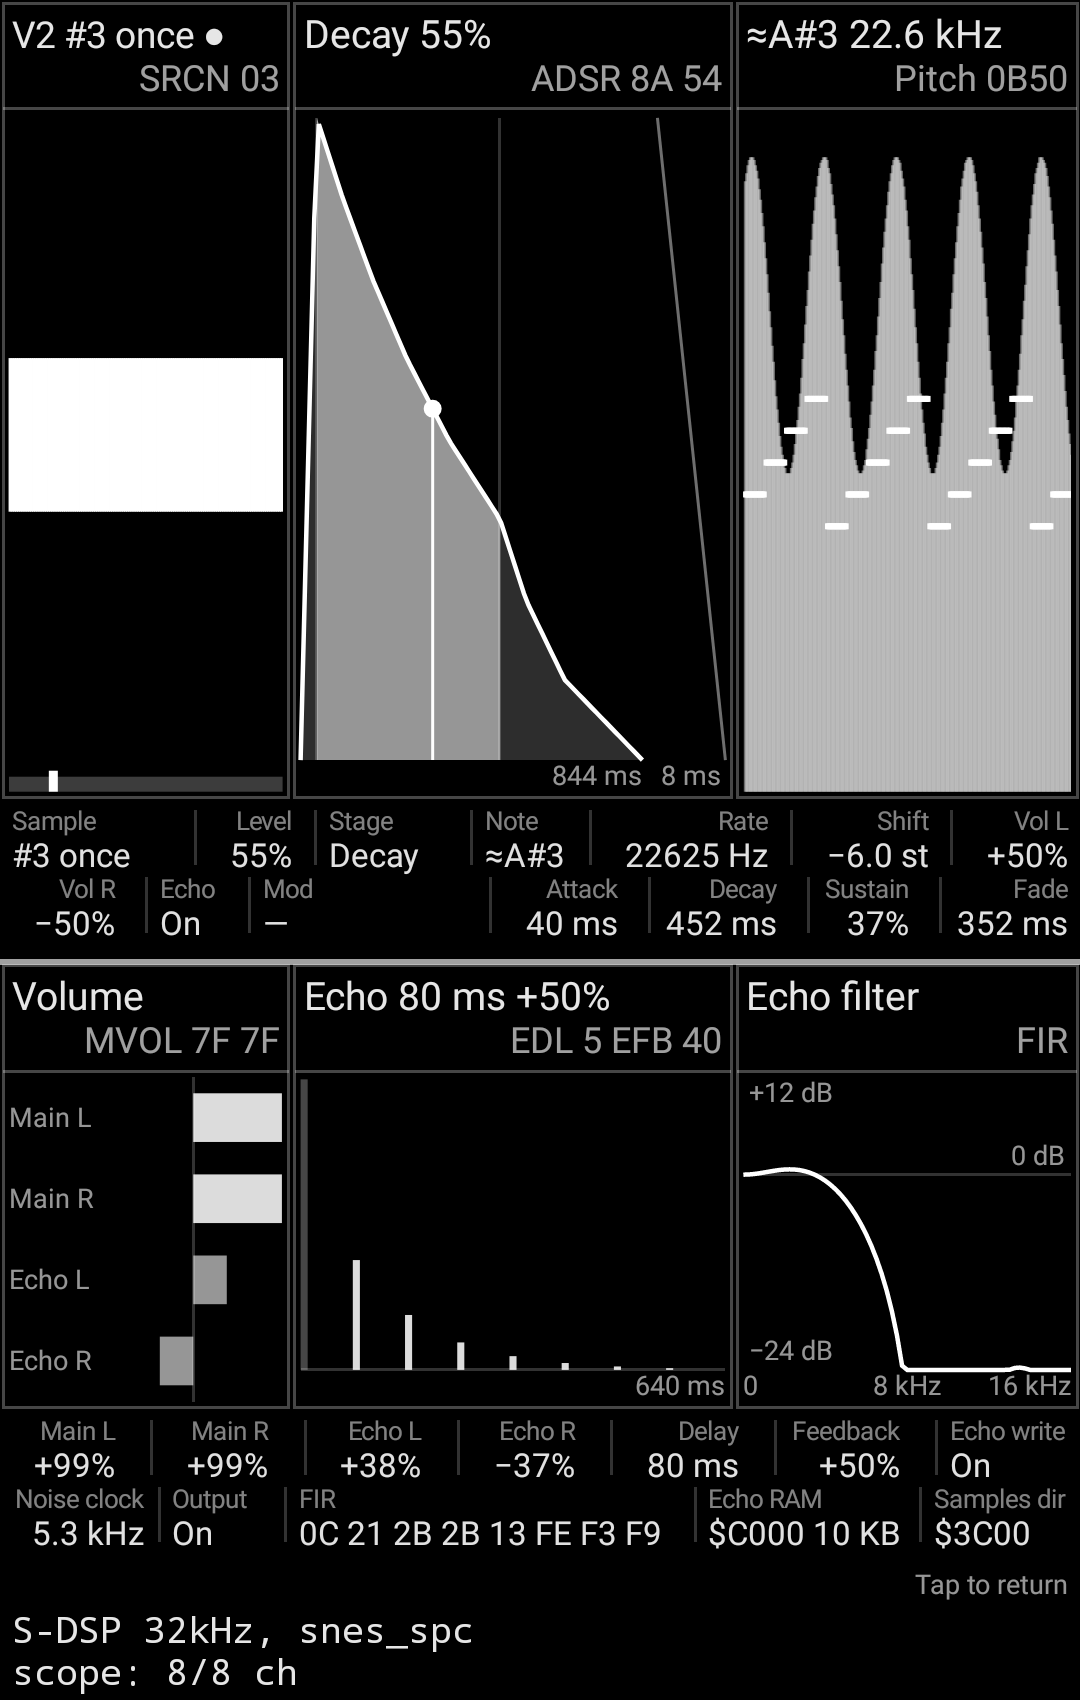 V2 #3 once ●
SRCN 03
Decay 55%
ADSR 8A 54
≈A#3 22.6 kHz
Pitch 0B50
844 ms 8 ms
Sample Level Stage Note Rate Shift Vol L
#3 once 55% Decay ≈A#3 22625 Hz −6.0 st +50%
Vol R Echo Mod Attack Decay Sustain Fade
−50% On — 40 ms 452 ms 37% 352 ms
Volume
MVOL 7F 7F
Main L
Main R
Echo L
Echo R
Echo 80 ms +50%
EDL 5 EFB 40
640 ms
Echo filter
FIR
+12 dB
0 dB
−24 dB
0 8 kHz 16 kHz
Main L Main R Echo L Echo R Delay Feedback Echo write
+99% +99% +38% −37% 80 ms +50% On
Noise clock Output FIR Echo RAM Samples dir
5.3 kHz On 0C 21 2B 2B 13 FE F3 F9 $C000 10 KB $3C00
Tap to return
S-DSP 32kHz, snes_spc
scope: 8/8 ch